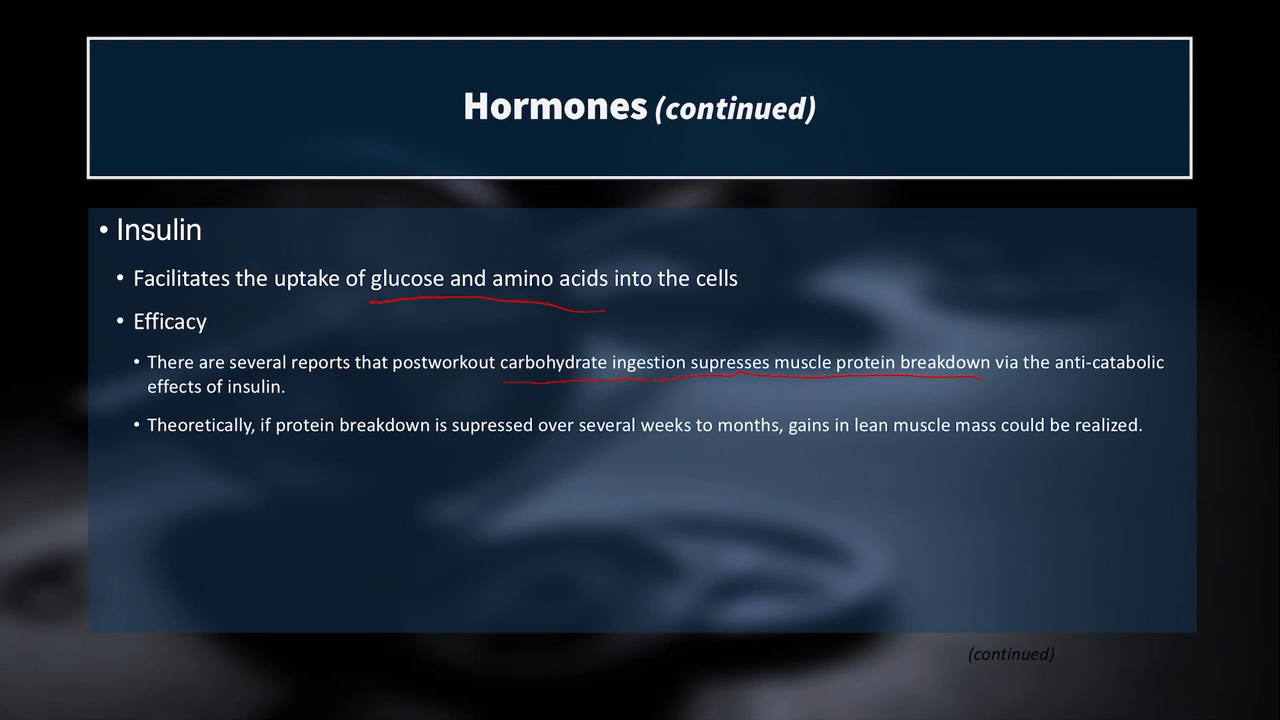 Hormones (continued)
• Insulin
• Facilitates the uptake of glucose and amino acids into the cells
• Efficacy
• There are several reports that postworkout carbohydrate ingestion supresses muscle protein breakdown via the anti-catabolic
effects of insulin.
• Theoretically, if protein breakdown is supressed over several weeks to months, gains in lean muscle mass could be realized.
(continued)